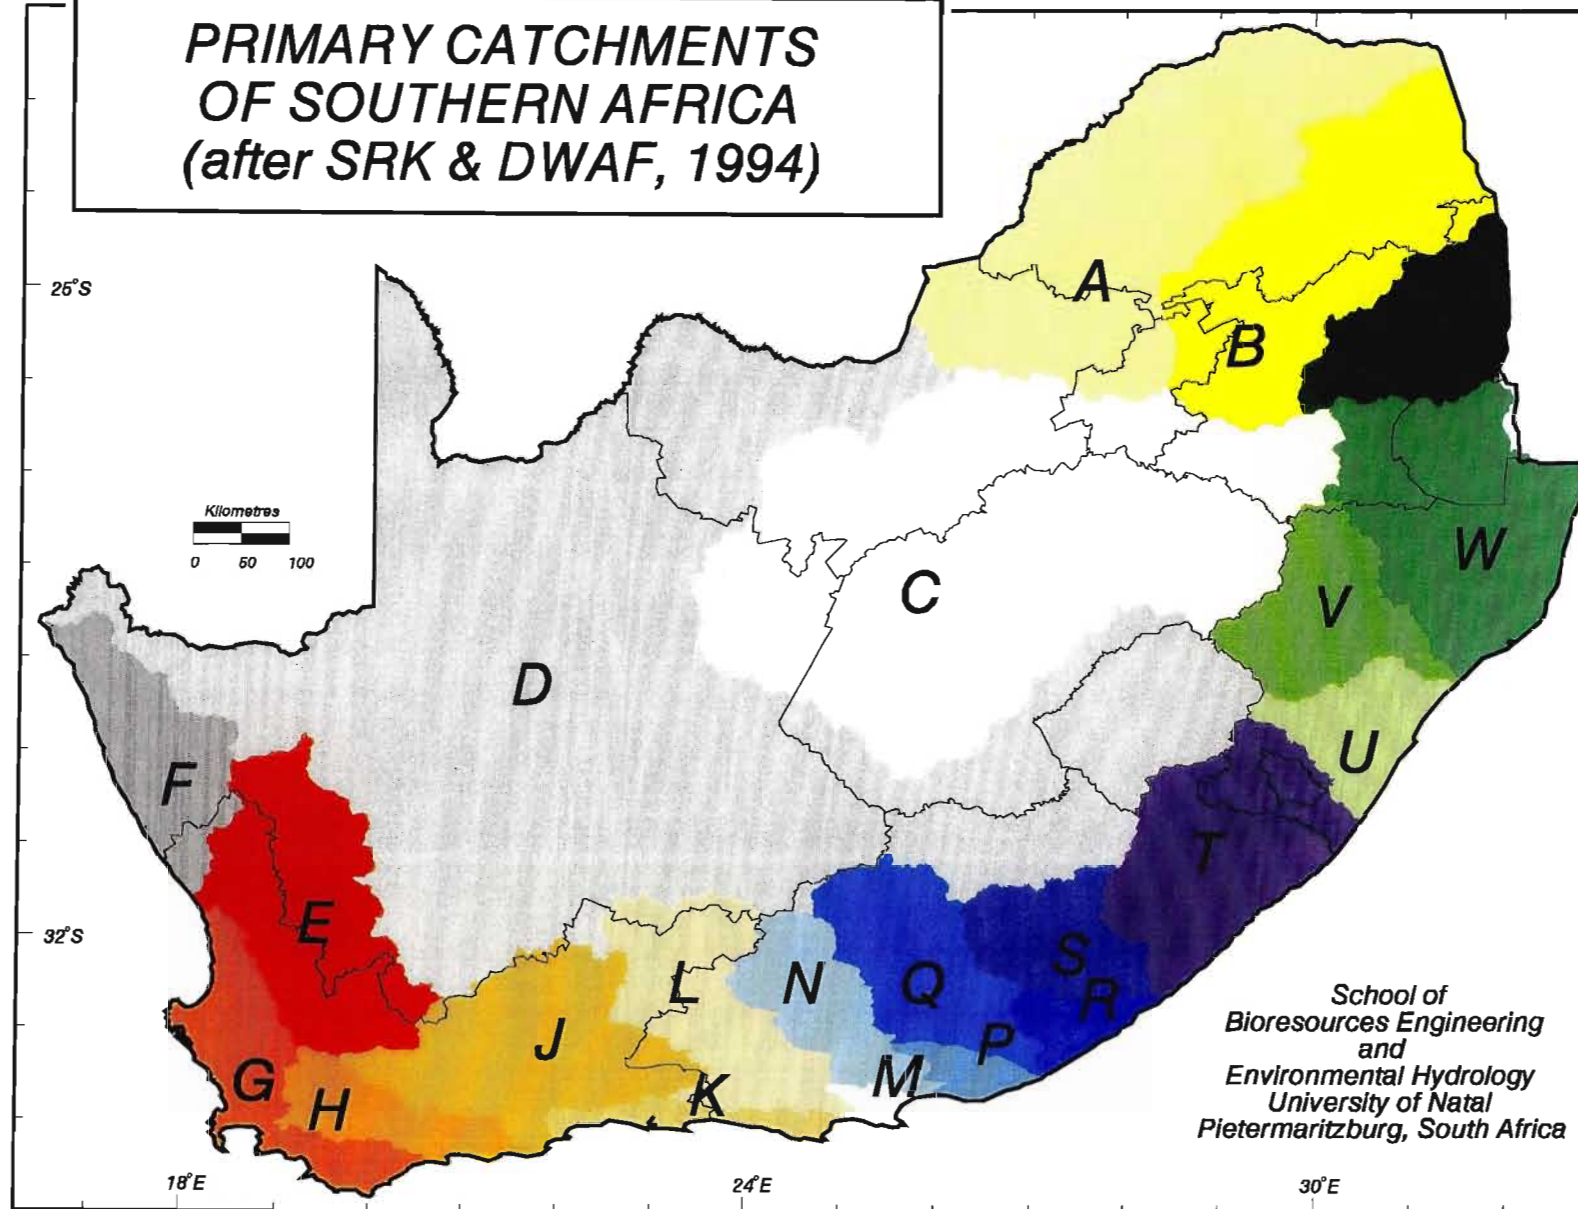 PRIMARY CATCHMENTS
OF SOUTHERN AFRICA
(after SRK & DWAF, 1994)
25°S
A
B
Kilometres
0 50 100
W
C
V
D
U
F
T
32°S
E
S
L
N
Q
R
J
P
G
H
K
M
School of
Bioresources Engineering
and
Environmental Hydrology
University of Natal
Pietermaritzburg, South Africa
18°E
24°E
30°E